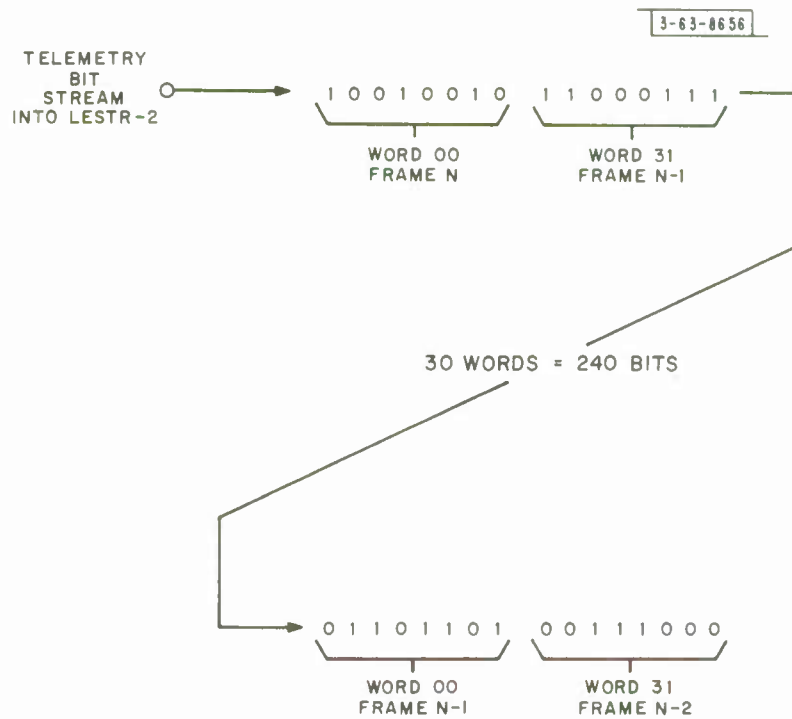 3-63-8656
TELEMETRY
BIT
STREAM
INTO LESTR-2
1 0 0 1 0 0 1 0 1 1 0 0 0 1 1 1
WORD 00 WORD 31
FRAME N FRAME N-1
30 WORDS = 240 BITS
0 1 1 0 1 1 0 1 0 0 1 1 1 0 0 0
WORD 00 WORD 31
FRAME N-1 FRAME N-2